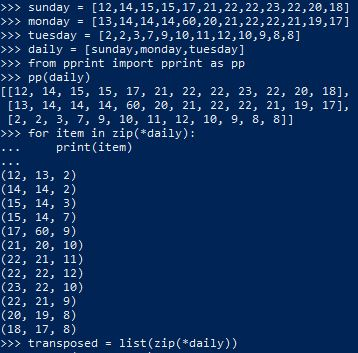 >>> sunday = [12,14,15,15,17,21,22,22,23,22,20,18]
>>> monday = [13,14,14,14,60,20,21,22,22,21,19,17]
>>> tuesday = [2,2,3,7,9,10,11,12,10,9,8,8]
>>> daily = [sunday,monday,tuesday]
>>> from pprint import pprint as pp
>>> pp(daily)
[[12, 14, 15, 15, 17, 21, 22, 22, 23, 22, 20, 18],
 [13, 14, 14, 14, 60, 20, 21, 22, 22, 21, 19, 17],
 [2, 2, 3, 7, 9, 10, 11, 12, 10, 9, 8, 8]]
>>> for item in zip(*daily):
...     print(item)
...
(12, 13, 2)
(14, 14, 2)
(15, 14, 3)
(15, 14, 7)
(17, 60, 9)
(21, 20, 10)
(22, 21, 11)
(22, 22, 12)
(23, 22, 10)
(22, 21, 9)
(20, 19, 8)
(18, 17, 8)
>>> transposed = list(zip(*daily))